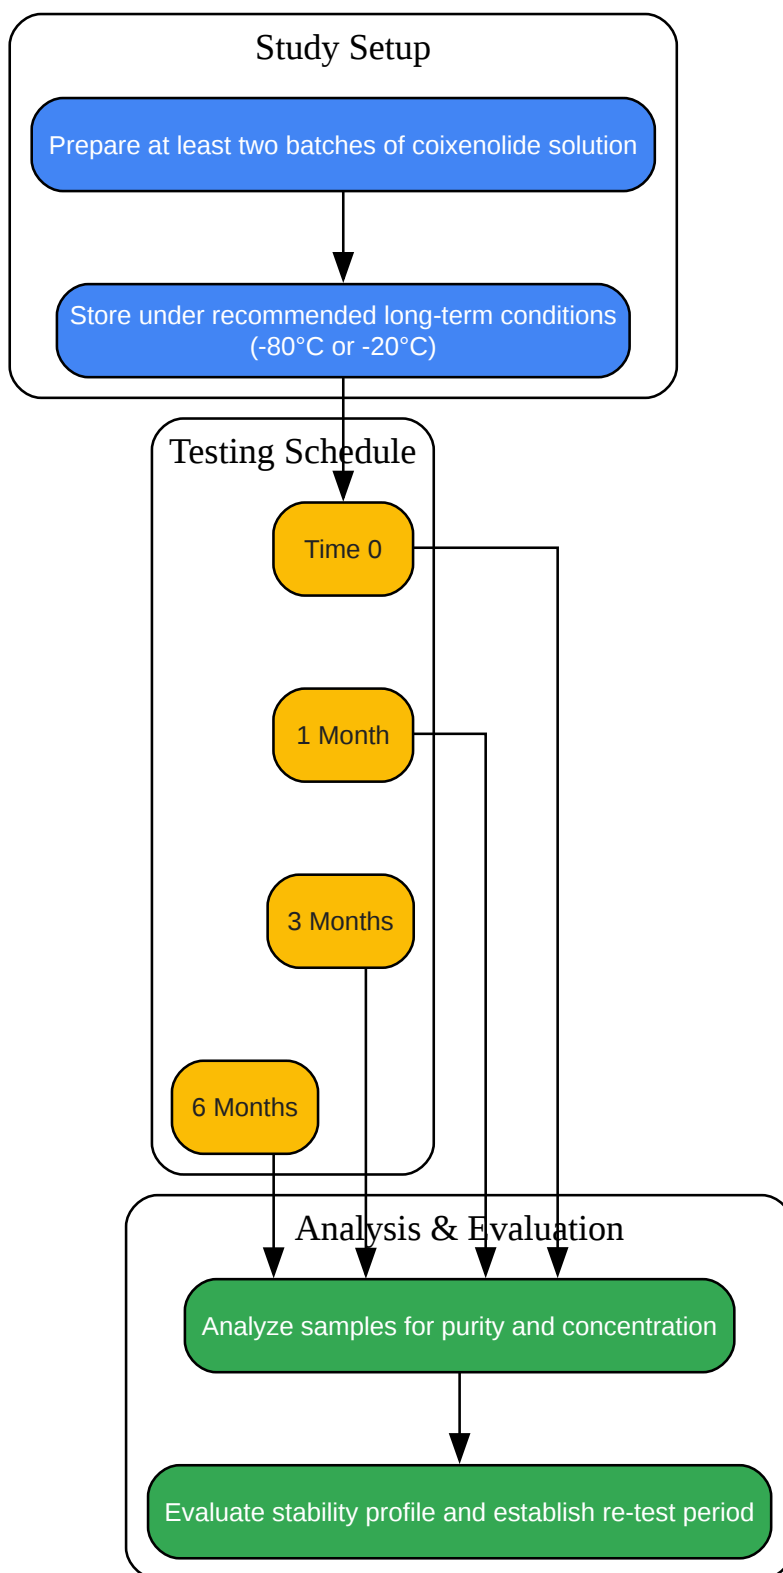 Study Setup
Prepare at least two batches of coixenolide solution
Store under recommended long-term conditions
(-80°C or -20°C)
Testing Schedule
Time 0
1 Month
3 Months
6 Months
Analysis & Evaluation
Analyze samples for purity and concentration
Evaluate stability profile and establish re-test period